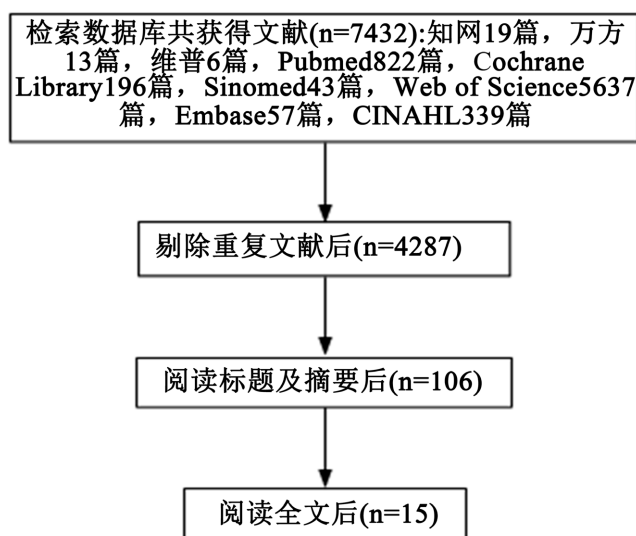 检索数据库共获得文献(n=7432):知网19篇，万方
13篇，维普6篇，Pubmed822篇，Cochrane
Library196篇，Sinomed43篇，Web of Science5637
篇，Embase57篇，CINAHL339篇
剔除重复文献后(n=4287)
阅读标题及摘要后(n=106)
阅读全文后(n=15)